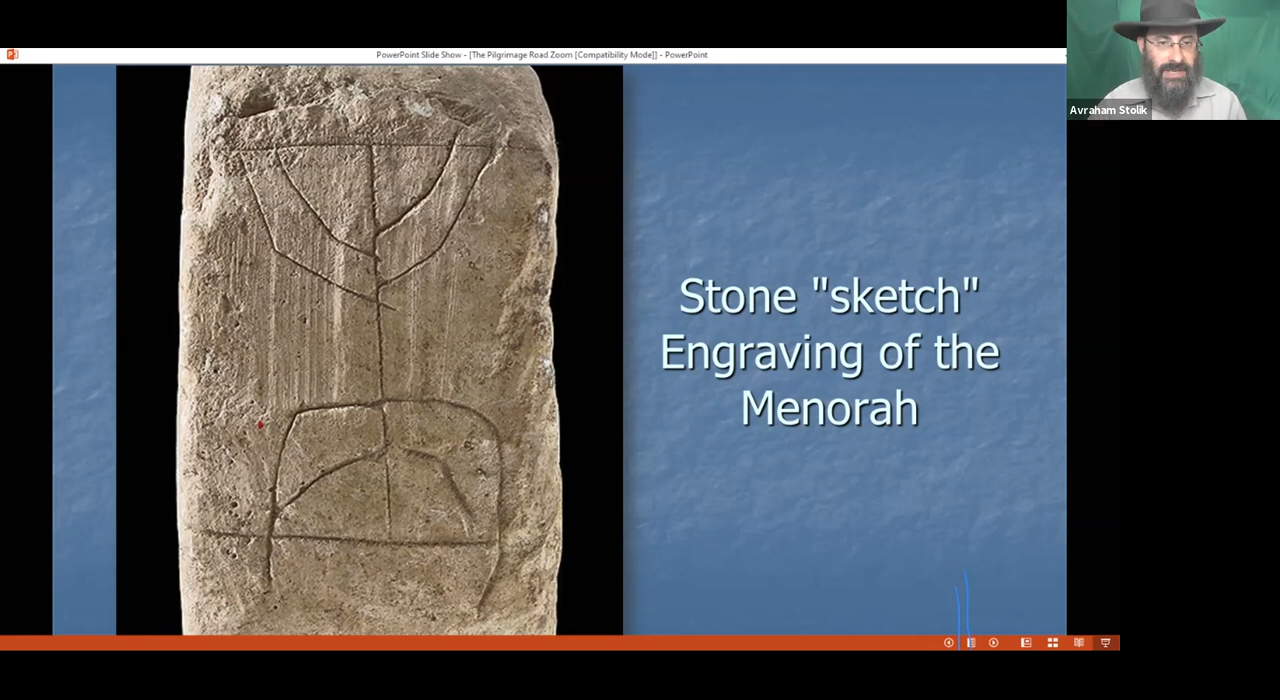 PowerPoint Slide Show - [The Pilgrimage Road Zoom [Compatibility Mode]] - PowerPoint
Avraham Stolik
Stone "sketch"
Engraving of the
Menorah